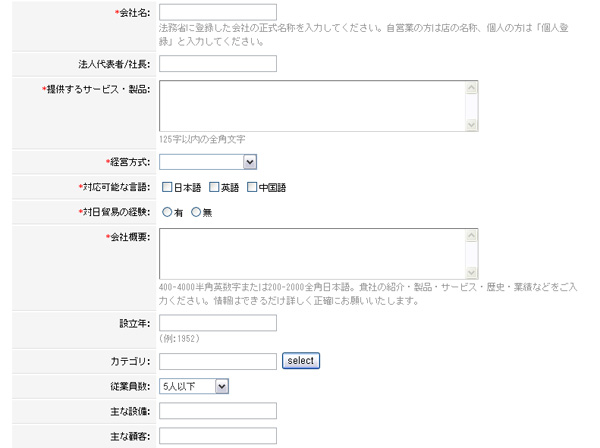 *会社名:
法務省に登録した会社の正式名称を入力してください。自営業の方は店の名称、個人の方は「個人登
録」と入力してください。
法人代表者/社長:
*提供するサービス・製品:
125字以内の全角文字
*経営方式:
*対応可能な言語: 日本語 英語 中国語
*対日貿易の経験: 有 無
*会社概要:
400-4000半角英数字または200-2000全角日本語。貴社の紹介・製品・サービス・歴史・業績などをご入
力ください。情報はできるだけ詳しく正確にお願いいたします。
設立年:
(例:1952)
カテゴリ: select
従業員数: 5人以下
主な設備:
主な顧客: